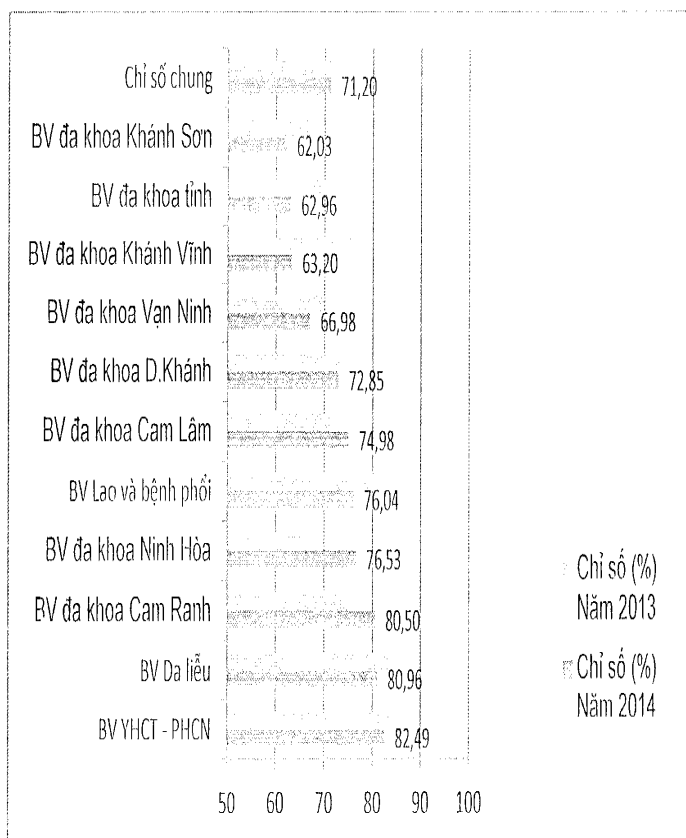 Chỉ số chung 71,20
BV đa khoa Khánh Sơn 62,03
BV đa khoa tỉnh 62,96
BV đa khoa Khánh Vĩnh 63,20
BV đa khoa Vạn Ninh 66,98
BV đa khoa D.Khánh 72,85
BV đa khoa Cam Lâm 74,98
BV Lao và bệnh phổi 76,04
BV đa khoa Ninh Hòa 76,53
BV đa khoa Cam Ranh 80,50
BV Da liễu 80,96
BV YHCT - PHCN 82,49
50 60 70 80 90 100
Chỉ số (%)
Năm 2013
Chỉ số (%)
Năm 2014